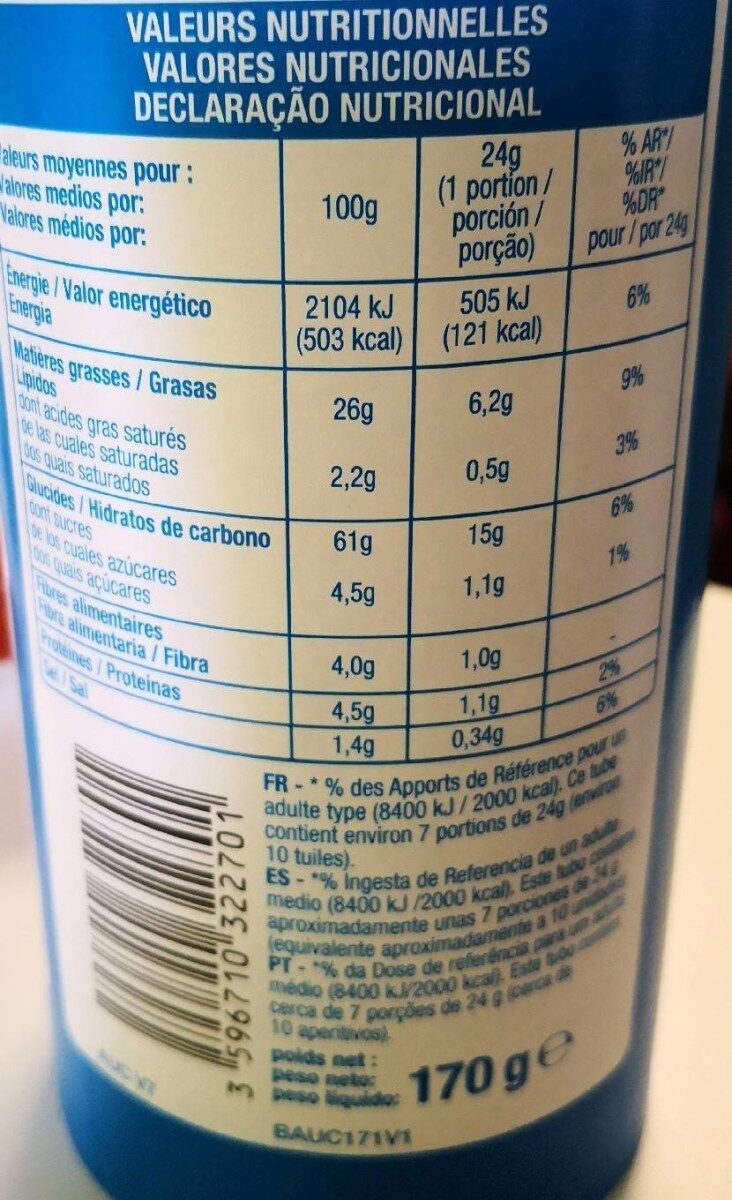 VALEURS NUTRITIONNELLES
VALORES NUTRICIONALES
DECLARAÇÃO NUTRICIONAL
aleurs moyennes pour :
Valores medios por:
Valores médios por:
100g
24g
(1 portion /
porción /
porção)
% AR*/
%IR*/
%DR*
pour / por 24g
Énergie / Valor energético
Energia
2104 kJ
(503 kcal)
505 kJ
(121 kcal)
6%
Matières grasses / Grasas
Lípidos
26g
6,2g
9%
dont acides gras saturés
de las cuales saturadas
dos quais saturados
2,2g
0,5g
3%
Glucides / Hidratos de carbono
61g
15g
6%
dont sucres
de los cuales azúcares
dos quais açúcares
4,5g
1,1g
1%
Fibres alimentaires
Fibra alimentaria / Fibra
4,0g
1,0g
-
Protéines / Proteínas
4,5g
1,1g
2%
Sel / Sal
1,4g
0,34g
6%
FR - * % des Apports de Référence pour un
adulte type (8400 kJ / 2000 kcal). Ce tube
contient environ 7 portions de 24g (environ
10 tuiles).
ES - *% Ingesta de Referencia de un adulto
medio (8400 kJ /2000 kcal). Este tubo contiene
aproximadamente unas 7 porciones de 24 g
(equivalente aproximadamente a 10 unidades)
PT - *% da Dose de referência para um adulto
médio (8400 kJ/2000 kcal). Este tubo contém
cerca de 7 porções de 24 g (cerca de
10 aperitivos).
poids net :
peso neto:
peso líquido:
170 g e
BAUC171V1
3 596710 322701